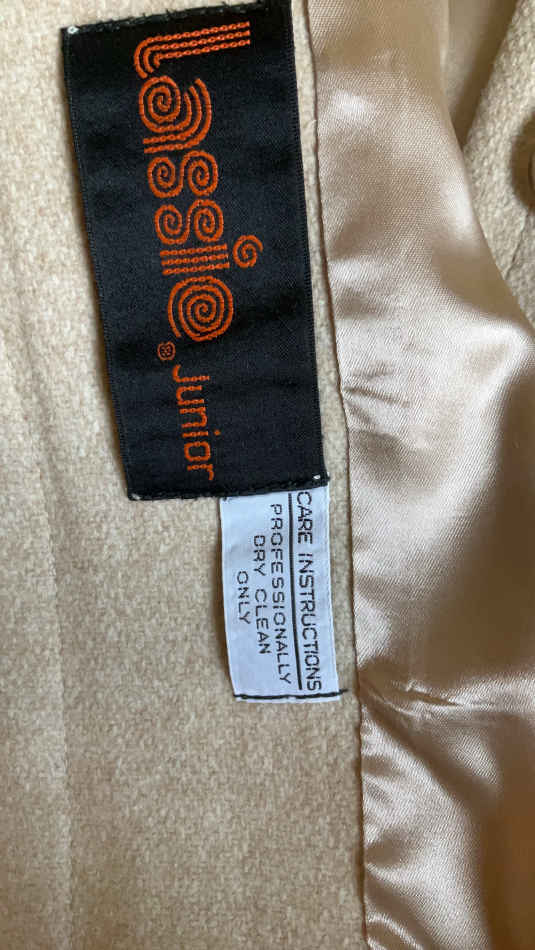 Lassie
® Junior
CARE INSTRUCTIONS
PROFESSIONALLY
DRY CLEAN
ONLY